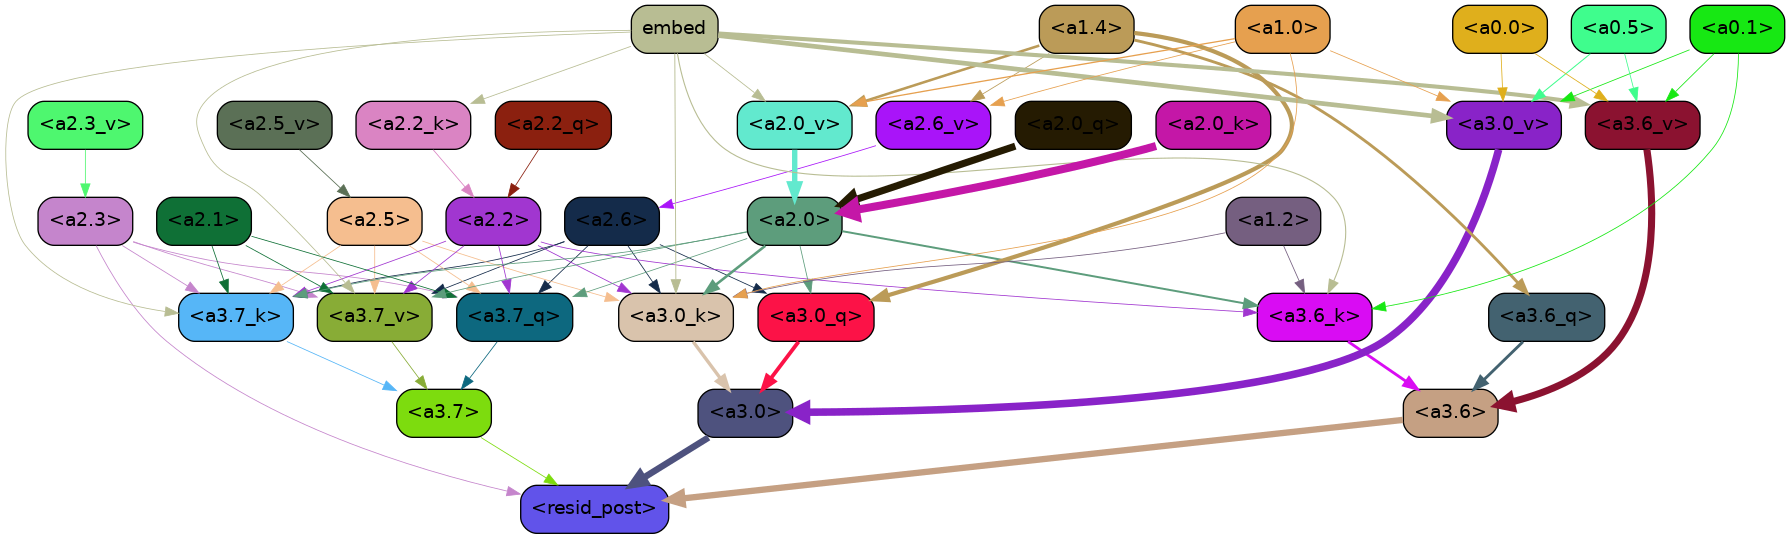 embed <a1.4> <a1.0> <a0.0> <a0.5> <a0.1>
<a2.3_v> <a2.5_v> <a2.2_k> <a2.2_q> <a2.0_v> <a2.6_v> <a2.0_q> <a2.0_k> <a3.0_v> <a3.6_v>
<a2.3> <a2.1> <a2.5> <a2.2> <a2.6> <a2.0> <a1.2>
<a3.7_k> <a3.7_v> <a3.7_q> <a3.0_k> <a3.0_q> <a3.6_k> <a3.6_q>
<a3.7> <a3.0> <a3.6>
<resid_post>